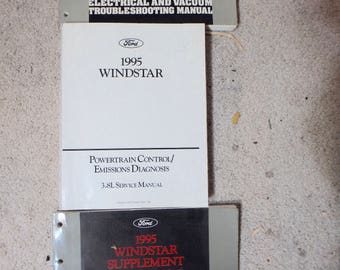 ELECTRICAL AND VACUUM
TROUBLESHOOTING MANUAL
Ford
1995
WINDSTAR
POWERTRAIN CONTROL/
EMISSIONS DIAGNOSIS
3.8L SERVICE MANUAL
Ford
1995
WINDSTAR
SUPPLEMENT